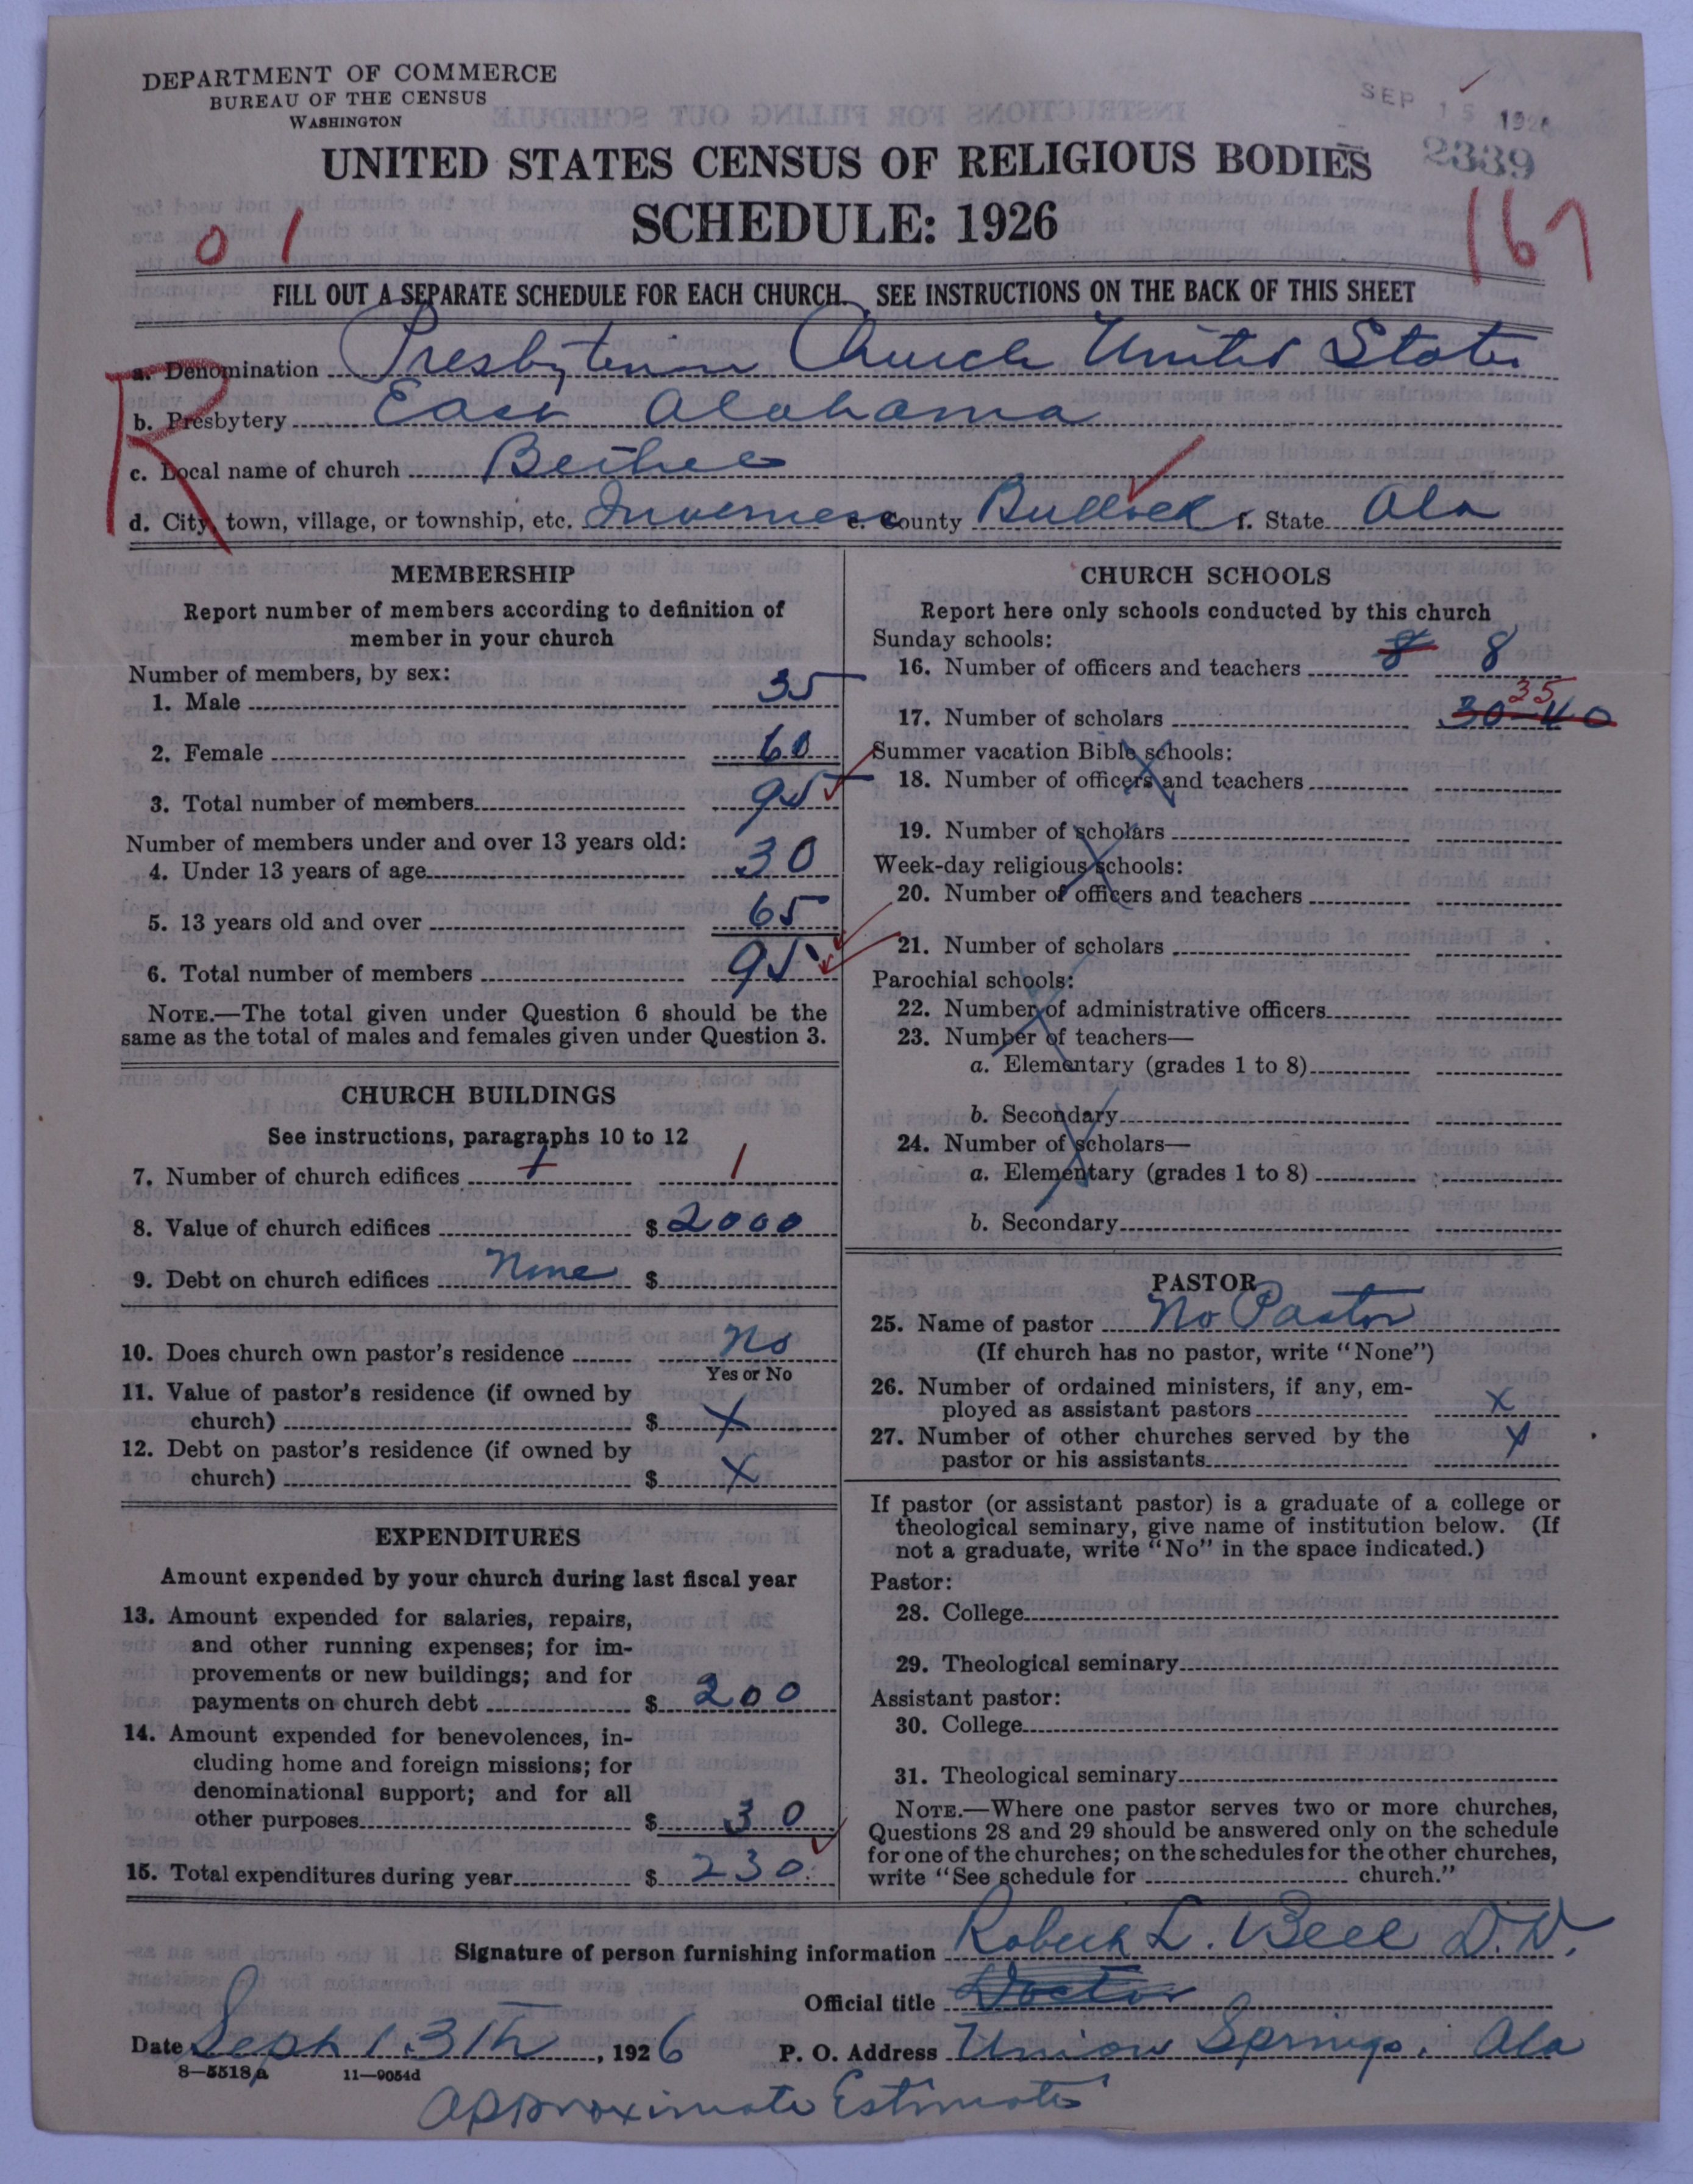 DEPARTMENT OF COMMERCE
BUREAU OF THE CENSUS
WASHINGTON
SEP 15 1926
2339
UNITED STATES CENSUS OF RELIGIOUS BODIES
SCHEDULE: 1926
0 1
167
FILL OUT A SEPARATE SCHEDULE FOR EACH CHURCH. SEE INSTRUCTIONS ON THE BACK OF THIS SHEET
R
a. Denomination Presbyterian Church United States
b. Presbytery East Alabama
c. Local name of church Bethel
d. City, town, village, or township, etc. Inverness e. County Bullock f. State Ala
MEMBERSHIP
Report number of members according to definition of
member in your church
Number of members, by sex:
1. Male 35
2. Female 60
3. Total number of members 95
Number of members under and over 13 years old:
4. Under 13 years of age 30
5. 13 years old and over 65
6. Total number of members 95
NOTE.—The total given under Question 6 should be the
same as the total of males and females given under Question 3.
CHURCH BUILDINGS
See instructions, paragraphs 10 to 12
7. Number of church edifices 1 1
8. Value of church edifices $ 2000
9. Debt on church edifices None $
10. Does church own pastor's residence No
Yes or No
11. Value of pastor's residence (if owned by
church) $ X
12. Debt on pastor's residence (if owned by
church) $ X
EXPENDITURES
Amount expended by your church during last fiscal year
13. Amount expended for salaries, repairs,
and other running expenses; for im-
provements or new buildings; and for
payments on church debt $ 200
14. Amount expended for benevolences, in-
cluding home and foreign missions; for
denominational support; and for all
other purposes $ 30
15. Total expenditures during year $ 230
CHURCH SCHOOLS
Report here only schools conducted by this church
Sunday schools:
16. Number of officers and teachers 8 8
35
17. Number of scholars 30-40
Summer vacation Bible schools:
18. Number of officers and teachers
19. Number of scholars
Week-day religious schools:
20. Number of officers and teachers
21. Number of scholars
Parochial schools:
22. Number of administrative officers
23. Number of teachers—
a. Elementary (grades 1 to 8)
b. Secondary
24. Number of scholars—
a. Elementary (grades 1 to 8)
b. Secondary
PASTOR
25. Name of pastor No Pastor
(If church has no pastor, write "None")
26. Number of ordained ministers, if any, em-
ployed as assistant pastors X
27. Number of other churches served by the
pastor or his assistants X
If pastor (or assistant pastor) is a graduate of a college or
theological seminary, give name of institution below. (If
not a graduate, write "No" in the space indicated.)
Pastor:
28. College
29. Theological seminary
Assistant pastor:
30. College
31. Theological seminary
NOTE.—Where one pastor serves two or more churches,
Questions 28 and 29 should be answered only on the schedule
for one of the churches; on the schedules for the other churches,
write "See schedule for church."
Signature of person furnishing information Robert L. Bell D.D.
Official title Doctor
Date Sept 13th, 1926 P. O. Address Union Springs, Ala
8—5518a 11—9054d
Approximate Estimates